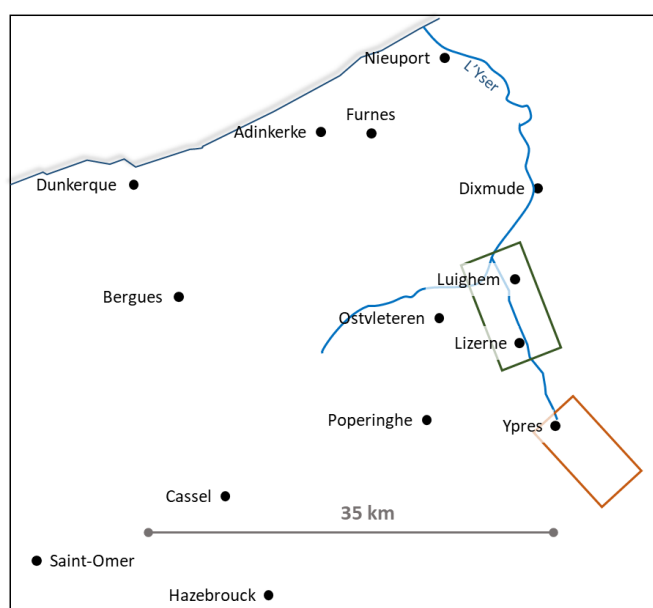 Nieuport
L'Yser
Furnes
Adinkerke
Dunkerque
Dixmude
Luighem
Bergues
Ostvleteren
Lizerne
Poperinghe
Ypres
Cassel
35 km
Saint-Omer
Hazebrouck